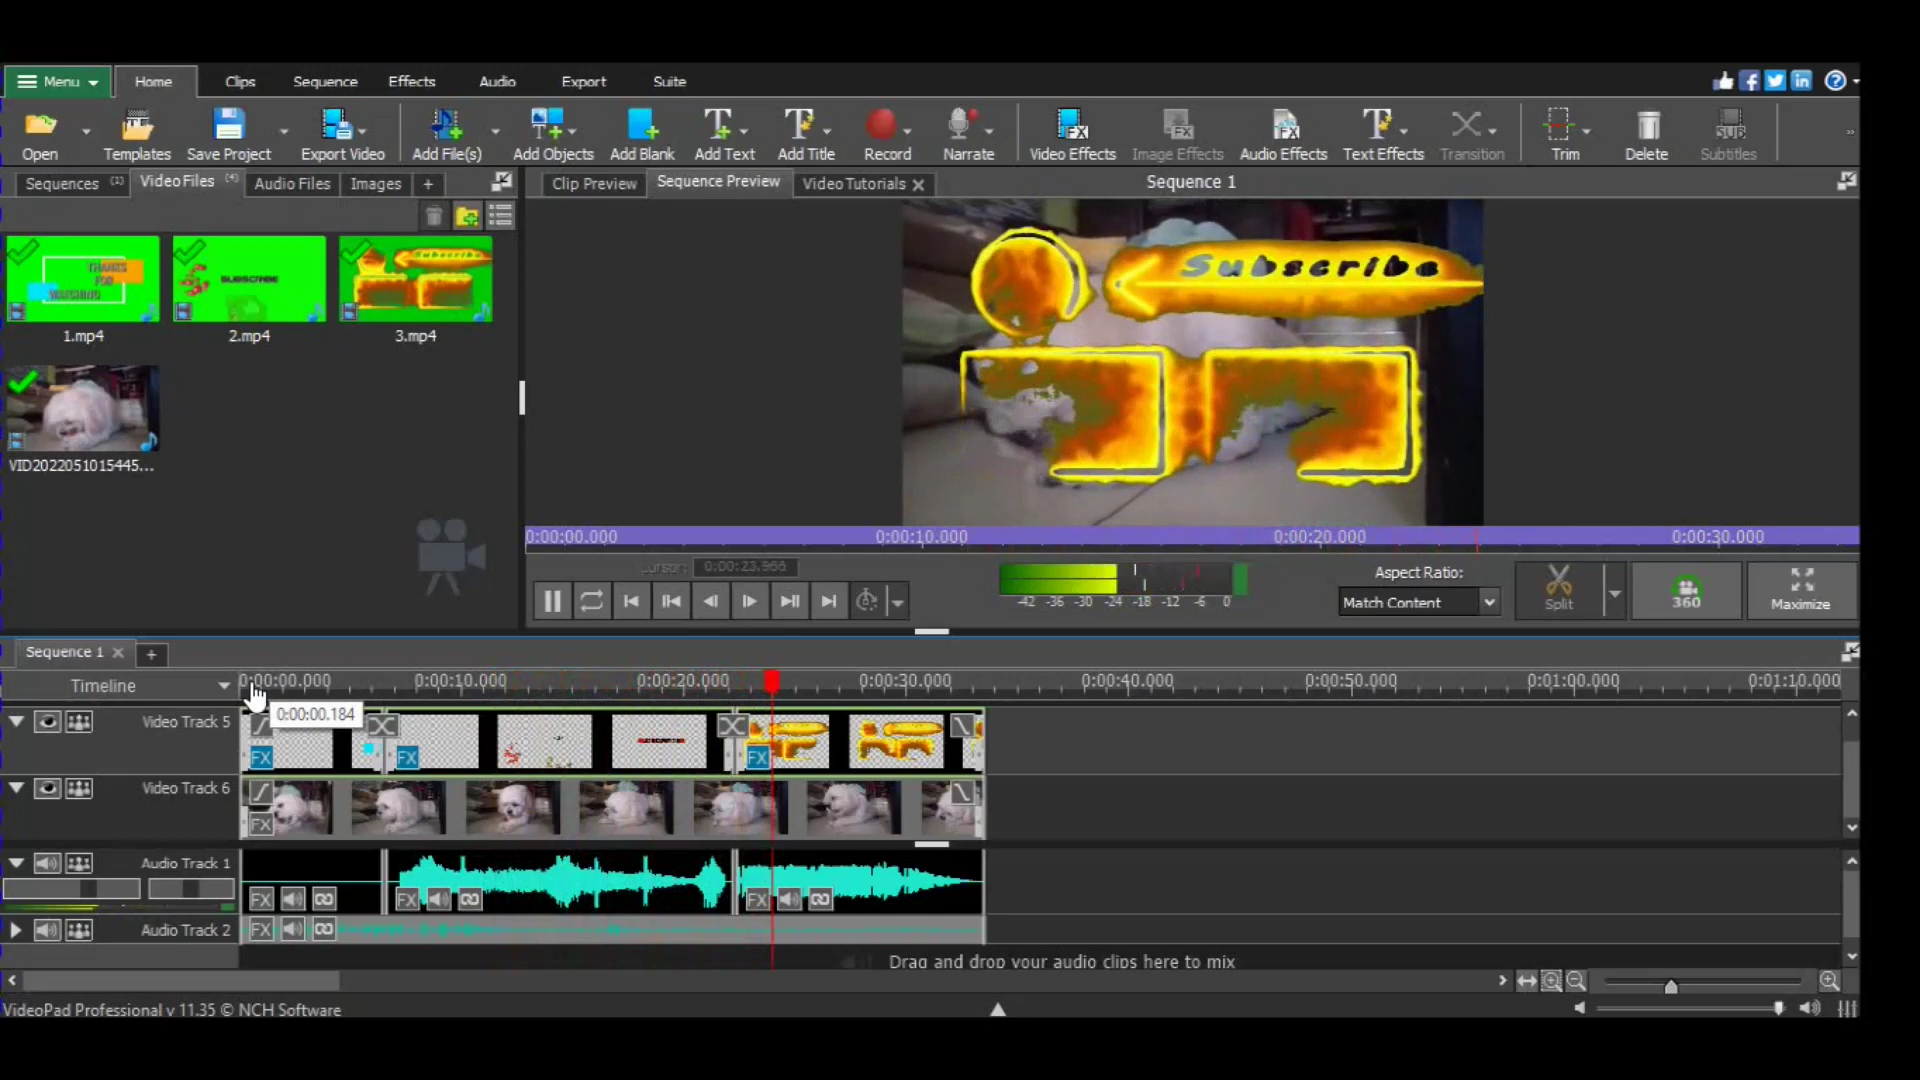 Menu Home Clips Sequence Effects Audio Export Suite
Open Templates Save Project Export Video Add File(s) Add Objects Add Blank Add Text Add Title Record Narrate Video Effects Image Effects Audio Effects Text Effects Transition Trim Delete Subtitles
Sequences (1) Video Files (4) Audio Files Images + Clip Preview Sequence Preview Video Tutorials Sequence 1
THANKS FOR WATCHING
SUBSCRIBE
Subscribe
1.mp4 2.mp4 3.mp4
VID2022051015445...
Subscribe
0:00:00.000 0:00:10.000 0:00:20.000 0:00:30.000
Cursor: 0:00:23.966
-42 -36 -30 -24 -18 -12 -6 0
Aspect Ratio:
Match Content
Split 360 Maximize
Sequence 1 +
Timeline 0:00:00.000 0:00:10.000 0:00:20.000 0:00:30.000 0:00:40.000 0:00:50.000 0:01:00.000 0:01:10.000
0:00:00.184
Video Track 5 FX FX FX
Video Track 6 FX
Audio Track 1 FX FX FX
Audio Track 2 FX
Drag and drop your audio clips here to mix
VideoPad Professional v 11.35 © NCH Software